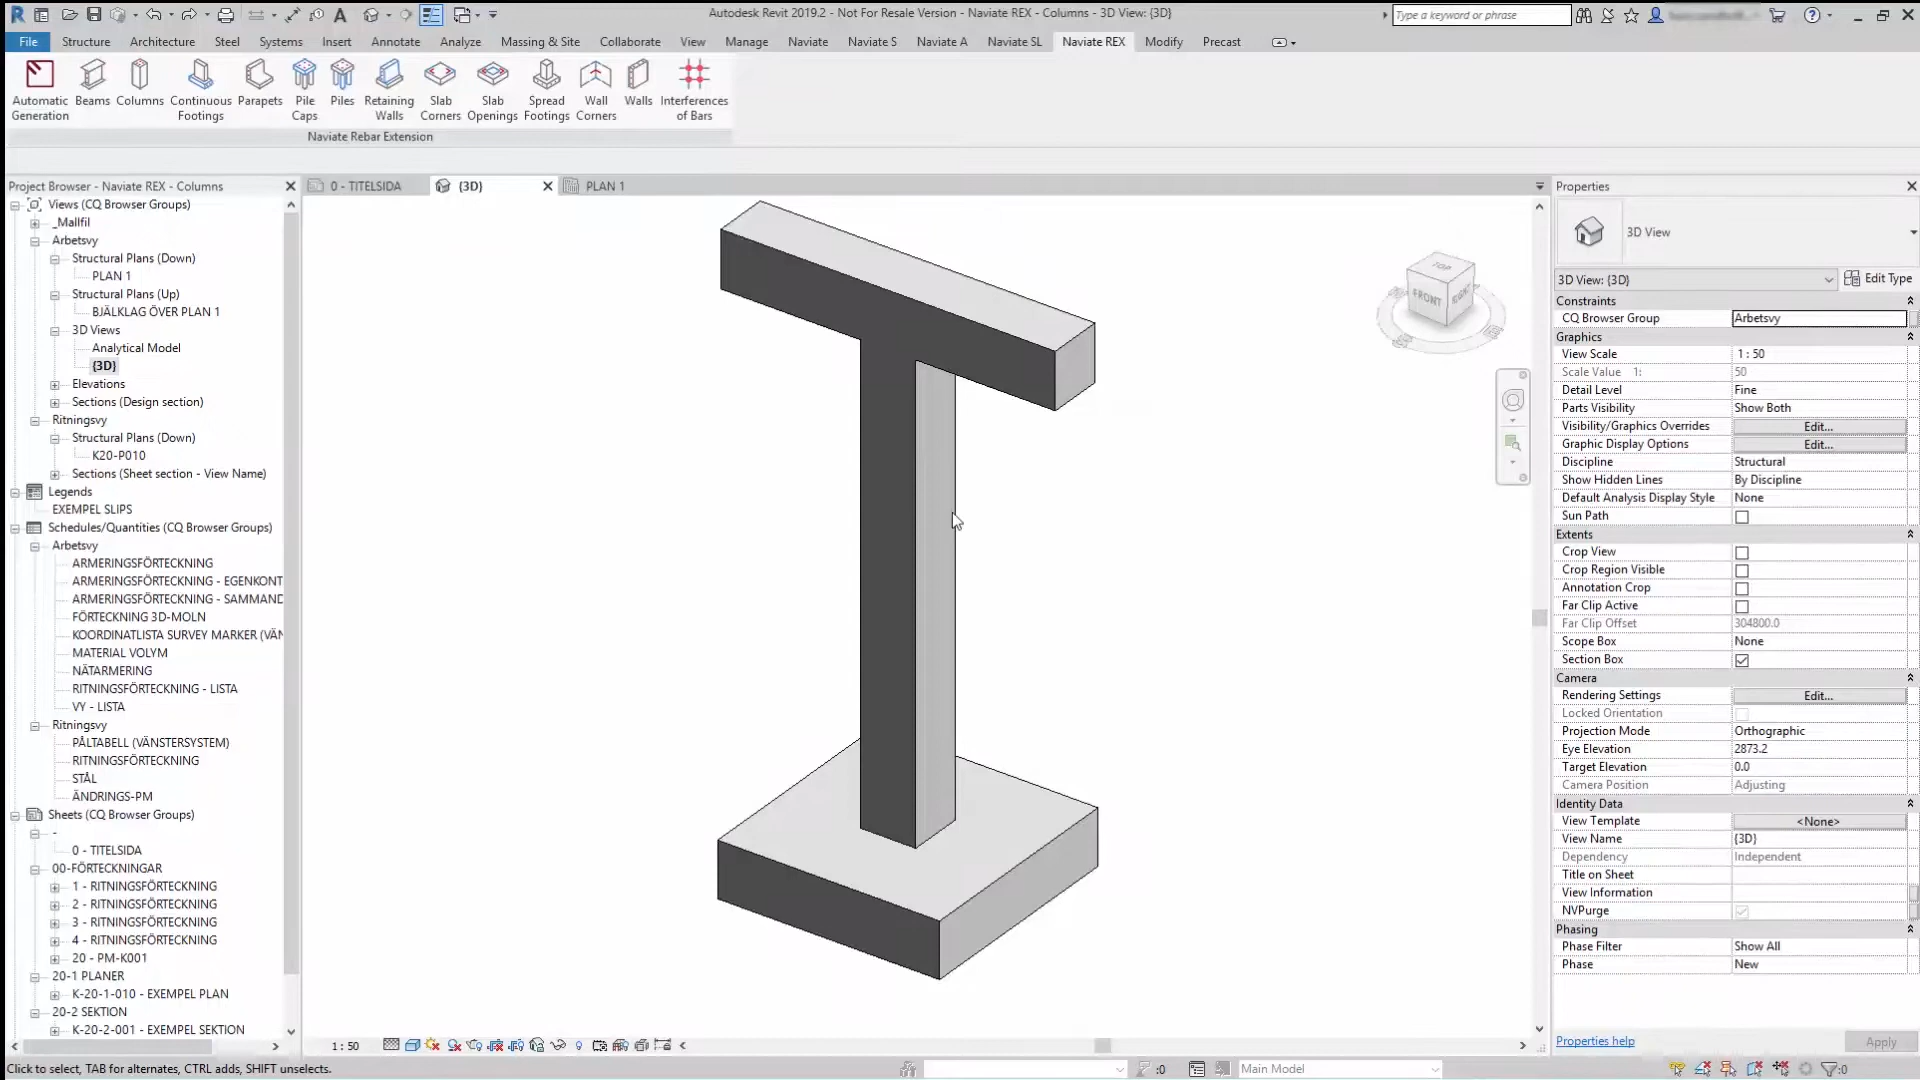 Autodesk Revit 2019.2 - Not For Resale Version - Naviate REX - Columns - 3D View: {3D}
Type a keyword or phrase
File Structure Architecture Steel Systems Insert Annotate Analyze Massing & Site Collaborate View Manage Naviate Naviate S Naviate A Naviate SL Naviate REX Modify Precast
Automatic Generation
Beams
Columns
Continuous Footings
Parapets
Pile Caps
Piles
Retaining Walls
Slab Corners
Slab Openings
Spread Footings
Wall Corners
Walls
Interferences of Bars
Naviate Rebar Extension
Project Browser - Naviate REX - Columns
Views (CQ Browser Groups)
_Mallfil
Arbetsvy
Structural Plans (Down)
PLAN 1
Structural Plans (Up)
BJÄLKLAG ÖVER PLAN 1
3D Views
Analytical Model
{3D}
Elevations
Sections (Design section)
Ritningsvy
Structural Plans (Down)
K20-P010
Sections (Sheet section - View Name)
Legends
EXEMPEL SLIPS
Schedules/Quantities (CQ Browser Groups)
Arbetsvy
ARMERINGSFÖRTECKNING
ARMERINGSFÖRTECKNING - EGENKONT
ARMERINGSFÖRTECKNING - SAMMAND
FÖRTECKNING 3D-MOLN
KOORDINATLISTA SURVEY MARKER (VÄN
MATERIAL VOLYM
NÄTARMERING
RITNINGSFÖRTECKNING - LISTA
VY - LISTA
Ritningsvy
PÅLTABELL (VÄNSTERSYSTEM)
RITNINGSFÖRTECKNING
STÅL
ÄNDRINGS-PM
Sheets (CQ Browser Groups)
-
0 - TITELSIDA
00-FÖRTECKNINGAR
1 - RITNINGSFÖRTECKNING
2 - RITNINGSFÖRTECKNING
3 - RITNINGSFÖRTECKNING
4 - RITNINGSFÖRTECKNING
20 - PM-K001
20-1 PLANER
K-20-1-010 - EXEMPEL PLAN
20-2 SEKTION
K-20-2-001 - EXEMPEL SEKTION
0 - TITELSIDA
{3D}
PLAN 1
TOP
FRONT
RIGHT
Properties
3D View
3D View: {3D} Edit Type
Constraints
CQ Browser Group Arbetsvy
Graphics
View Scale 1 : 50
Scale Value 1: 50
Detail Level Fine
Parts Visibility Show Both
Visibility/Graphics Overrides Edit...
Graphic Display Options Edit...
Discipline Structural
Show Hidden Lines By Discipline
Default Analysis Display Style None
Sun Path
Extents
Crop View
Crop Region Visible
Annotation Crop
Far Clip Active
Far Clip Offset 304800.0
Scope Box None
Section Box
Camera
Rendering Settings Edit...
Locked Orientation
Projection Mode Orthographic
Eye Elevation 2873.2
Target Elevation 0.0
Camera Position Adjusting
Identity Data
View Template <None>
View Name {3D}
Dependency Independent
Title on Sheet
View Information
NVPurge
Phasing
Phase Filter Show All
Phase New
Properties help Apply
1 : 50
Click to select, TAB for alternates, CTRL adds, SHIFT unselects.
:0
Main Model
:0